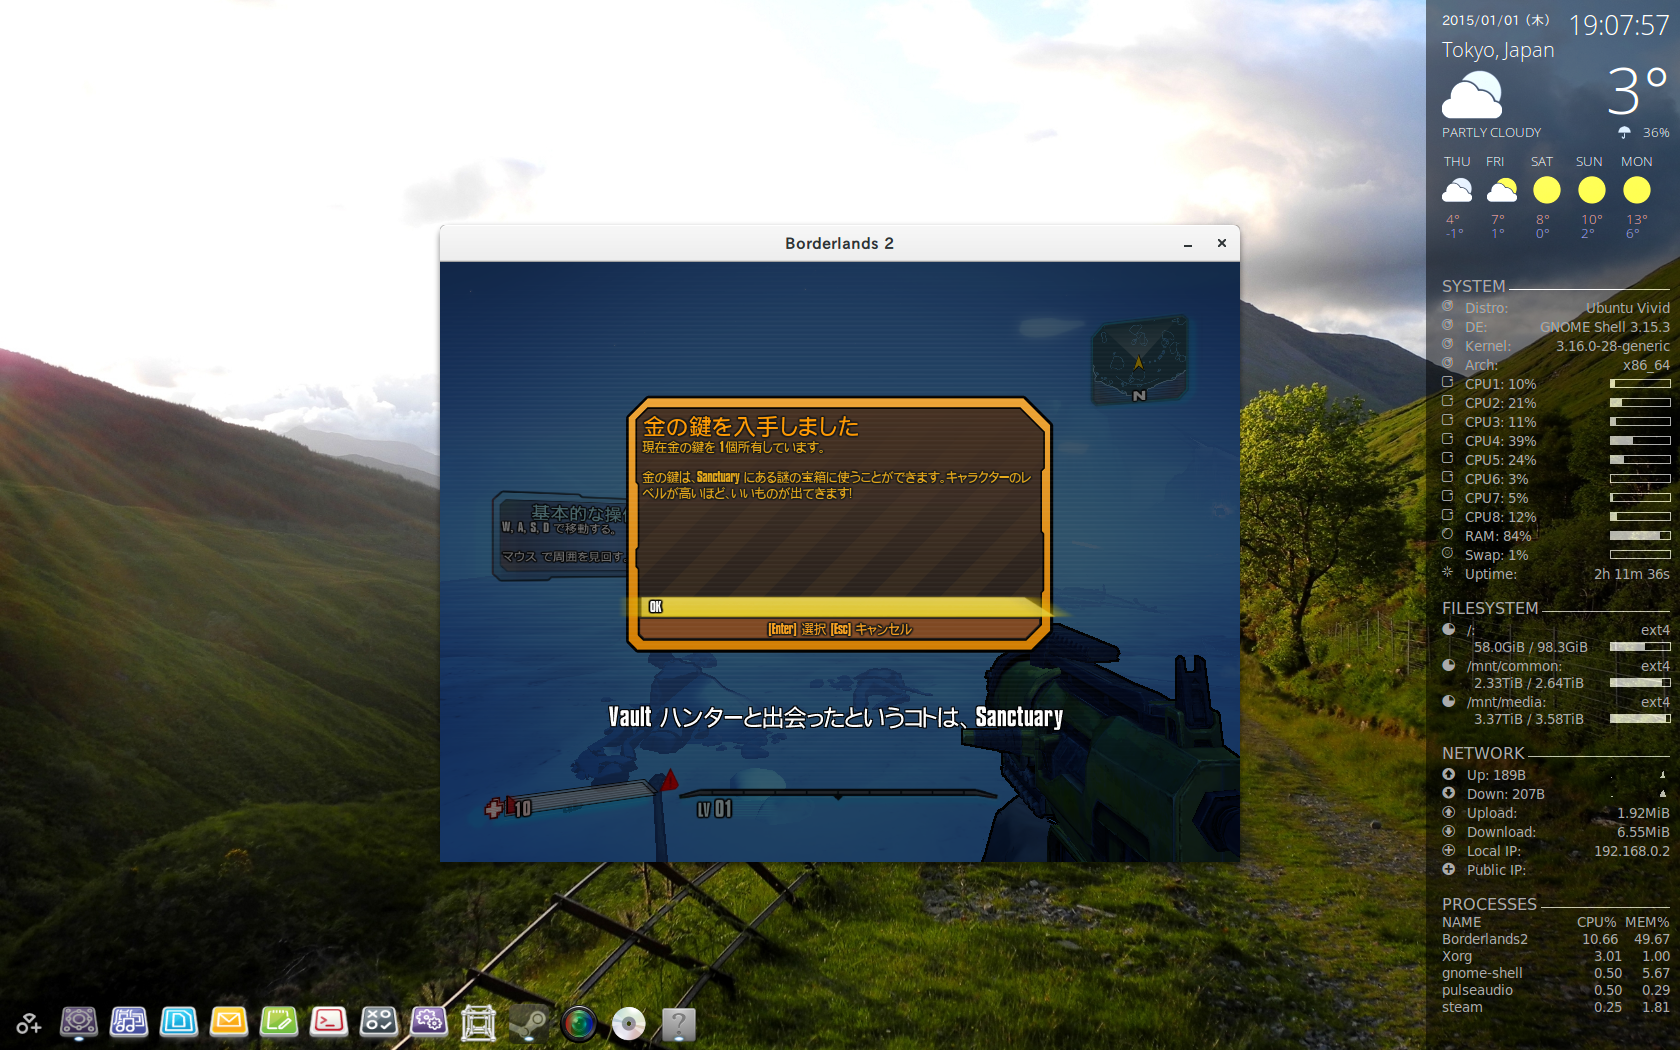 2015/01/01 (木) 19:07:57
Tokyo, Japan
3°
PARTLY CLOUDY 36%
THU FRI SAT SUN MON
4° 7° 8° 10° 13°
-1° 1° 0° 2° 6°
Borderlands 2
N
金の鍵を入手しました
現在金の鍵を 1個所有しています。
金の鍵は、Sanctuary にある謎の宝箱に使うことができます。キャラクターのレ
ベルが高いほど、いいものが出てきます!
OK
[Enter] 選択 [Esc] キャンセル
基本的な操
W, A, S, D で移動する。
マウス で周囲を見回す
Vault ハンターと出会ったというコトは、Sanctuary
10
LV 01
SYSTEM
Distro: Ubuntu Vivid
DE: GNOME Shell 3.15.3
Kernel: 3.16.0-28-generic
Arch: x86_64
CPU1: 10%
CPU2: 21%
CPU3: 11%
CPU4: 39%
CPU5: 24%
CPU6: 3%
CPU7: 5%
CPU8: 12%
RAM: 84%
Swap: 1%
Uptime: 2h 11m 36s
FILESYSTEM
/: ext4
58.0GiB / 98.3GiB
/mnt/common: ext4
2.33TiB / 2.64TiB
/mnt/media: ext4
3.37TiB / 3.58TiB
NETWORK
Up: 189B
Down: 207B
Upload: 1.92MiB
Download: 6.55MiB
Local IP: 192.168.0.2
Public IP:
PROCESSES
NAME CPU% MEM%
Borderlands2 10.66 49.67
Xorg 3.01 1.00
gnome-shell 0.50 5.67
pulseaudio 0.50 0.29
steam 0.25 1.81